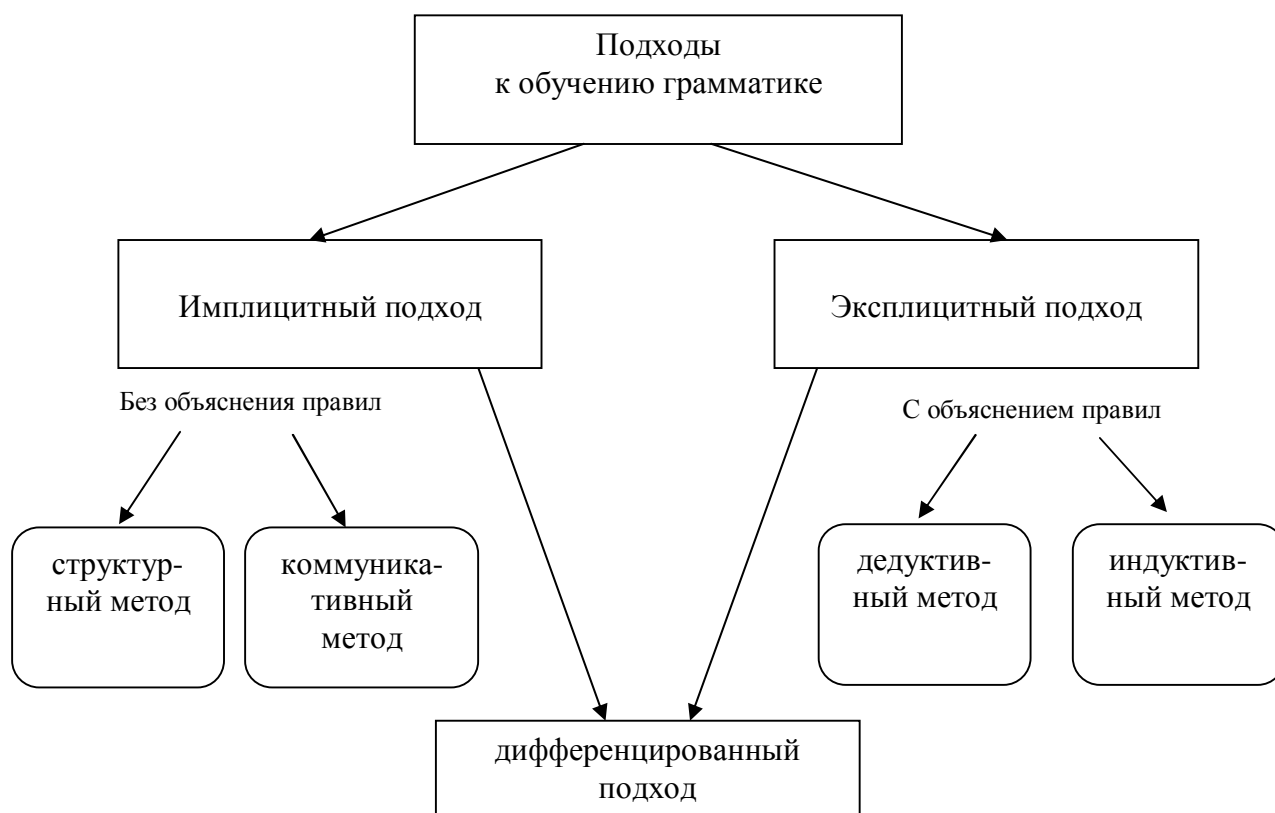 Подходы
к обучению грамматике
Имплицитный подход
Эксплицитный подход
Без объяснения правил
С объяснением правил
структур-
ный метод
коммуника-
тивный
метод
дедуктив-
ный метод
индуктив-
ный метод
дифференцированный
подход